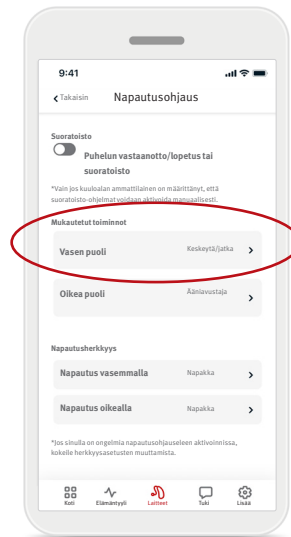 9:41
Takaisin Napautusohjaus
Suoratoisto
Puhelun vastaanotto/lopetus tai
suoratoisto
*Vain jos kuuloalan ammattilainen on määrittänyt, että
suoratoisto-ohjelmat voidaan aktivoida manuaalisesti.
Mukautetut toiminnot
Vasen puoli Keskeytä/jatka
Oikea puoli Ääniavustaja
Napautusherkkyys
Napautus vasemmalla Napakka
Napautus oikealla Napakka
*Jos sinulla on ongelmia napautusohjauseleen aktivoinnissa,
kokeile herkkyysasetusten muuttamista.
Koti Elämäntyyli Laitteet Tuki Lisää